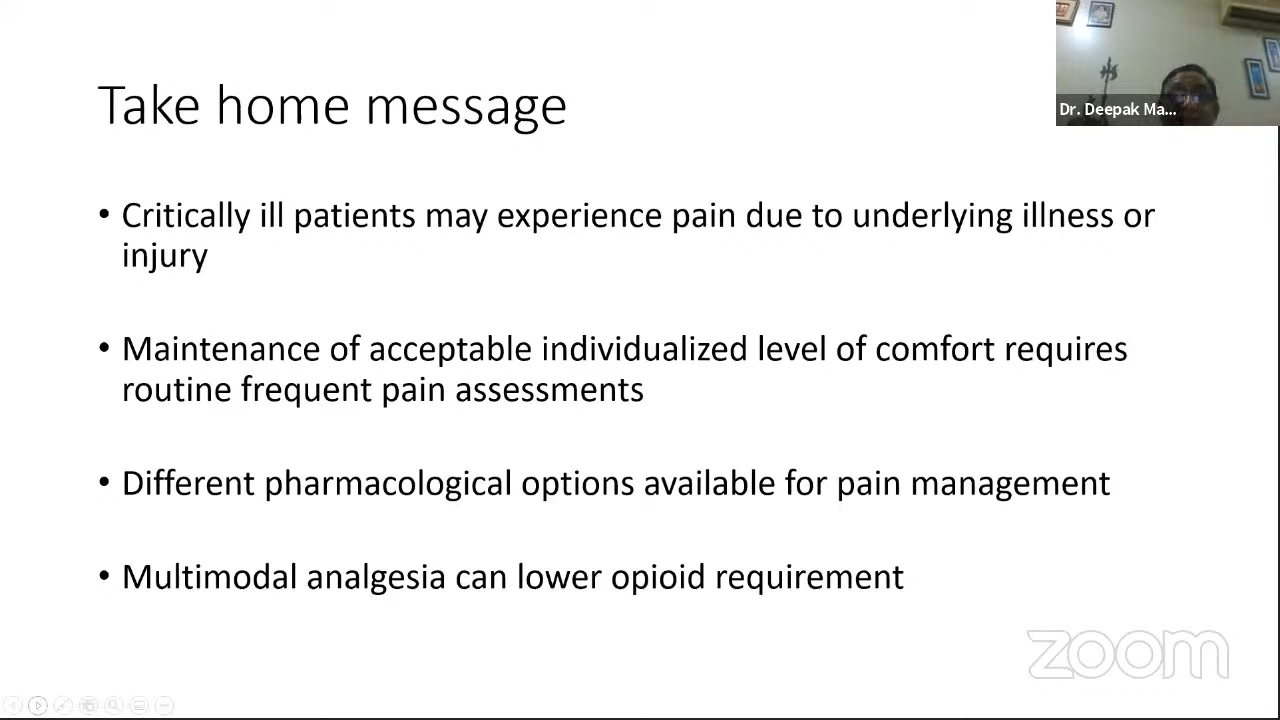 Take home message
Dr. Deepak Ma...
• Critically ill patients may experience pain due to underlying illness or
injury
• Maintenance of acceptable individualized level of comfort requires
routine frequent pain assessments
• Different pharmacological options available for pain management
• Multimodal analgesia can lower opioid requirement
zoom